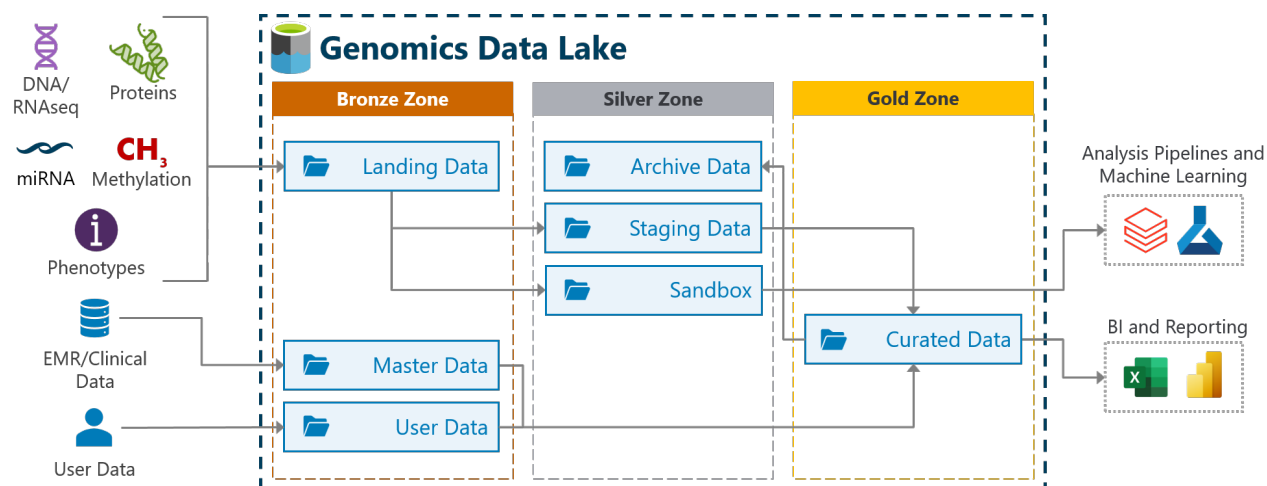 Genomics Data Lake
DNA/
RNAseq
Proteins
miRNA
CH3
Methylation
i
Phenotypes
EMR/Clinical
Data
User Data
Bronze Zone
Landing Data
Master Data
User Data
Silver Zone
Archive Data
Staging Data
Sandbox
Gold Zone
Curated Data
Analysis Pipelines and
Machine Learning
BI and Reporting
X